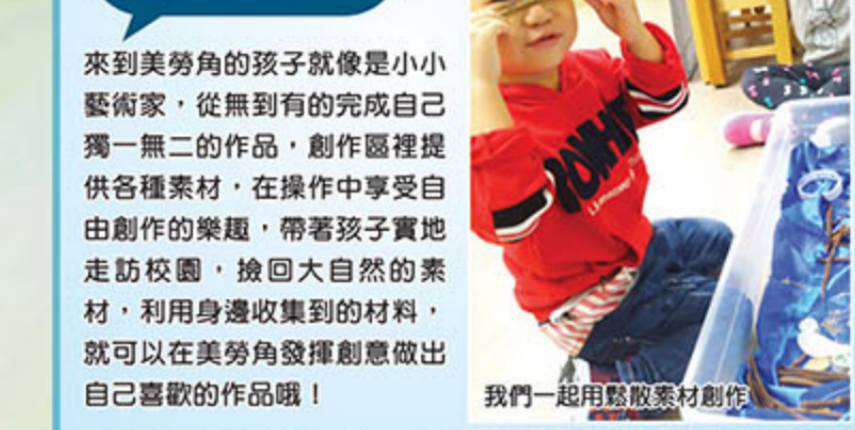 來到美勞角的孩子就像是小小
藝術家，從無到有的完成自己
獨一無二的作品，創作區裡提
供各種素材，在操作中享受自
由創作的樂趣，帶著孩子實地
走訪校園，撿回大自然的素
材，利用身邊收集到的材料，
就可以在美勞角發揮創意做出
自己喜歡的作品哦！
我們一起用鬆散素材創作